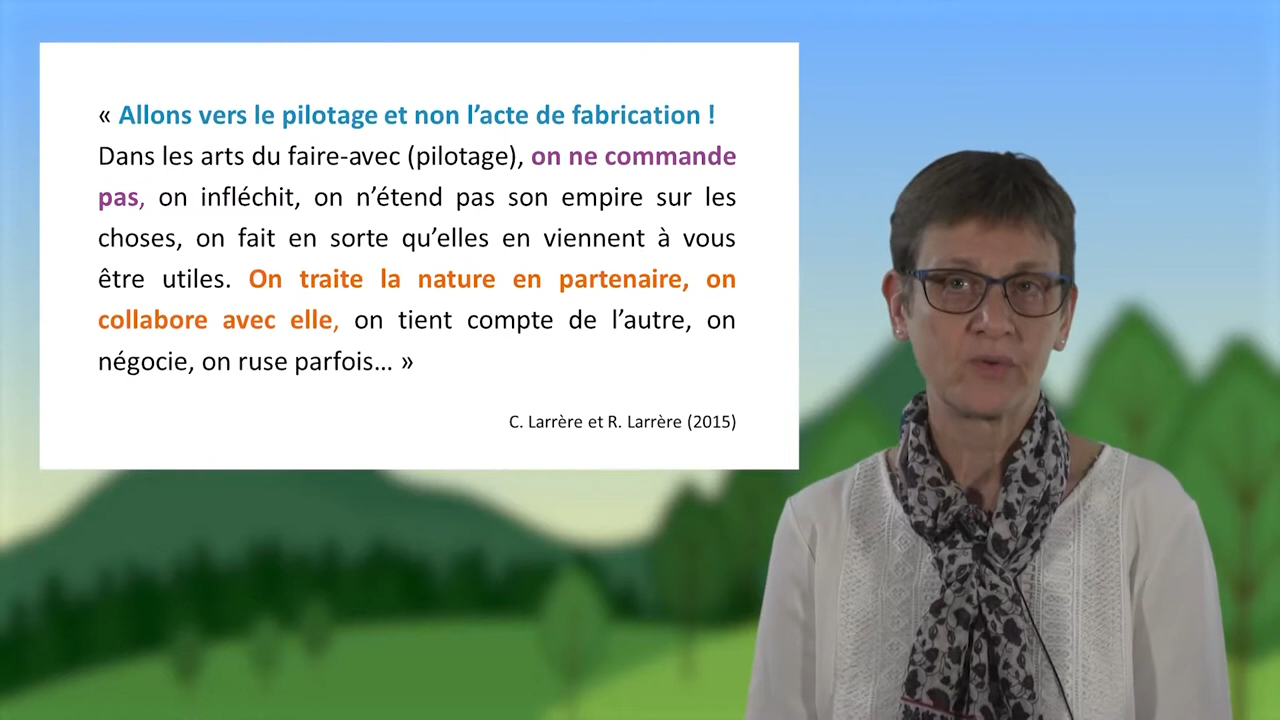 « Allons vers le pilotage et non l’acte de fabrication !
Dans les arts du faire-avec (pilotage), on ne commande
pas, on infléchit, on n’étend pas son empire sur les
choses, on fait en sorte qu’elles en viennent à vous
être utiles. On traite la nature en partenaire, on
collabore avec elle, on tient compte de l’autre, on
négocie, on ruse parfois... »
C. Larrère et R. Larrère (2015)